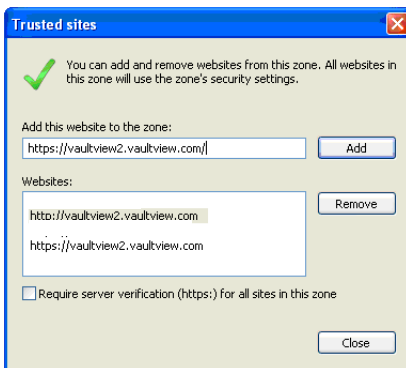 Trusted sites
You can add and remove websites from this zone. All websites in
this zone will use the zone's security settings.
Add this website to the zone:
https://vaultview2.vaultview.com/
Add
Websites:
http://vaultview2.vaultview.com
https://vaultview2.vaultview.com
Remove
Require server verification (https:) for all sites in this zone
Close